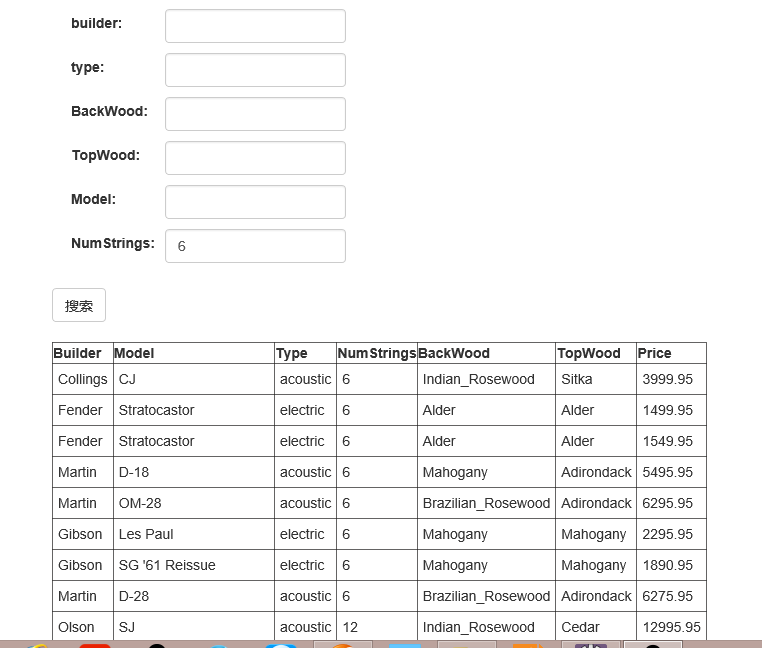 builder:
type:
BackWood:
TopWood:
Model:
NumStrings: 6
搜索
Builder Model Type NumStrings BackWood TopWood Price
Collings CJ acoustic 6 Indian_Rosewood Sitka 3999.95
Fender Stratocastor electric 6 Alder Alder 1499.95
Fender Stratocastor electric 6 Alder Alder 1549.95
Martin D-18 acoustic 6 Mahogany Adirondack 5495.95
Martin OM-28 acoustic 6 Brazilian_Rosewood Adirondack 6295.95
Gibson Les Paul electric 6 Mahogany Mahogany 2295.95
Gibson SG '61 Reissue electric 6 Mahogany Mahogany 1890.95
Martin D-28 acoustic 6 Brazilian_Rosewood Adirondack 6275.95
Olson SJ acoustic 12 Indian_Rosewood Cedar 12995.95